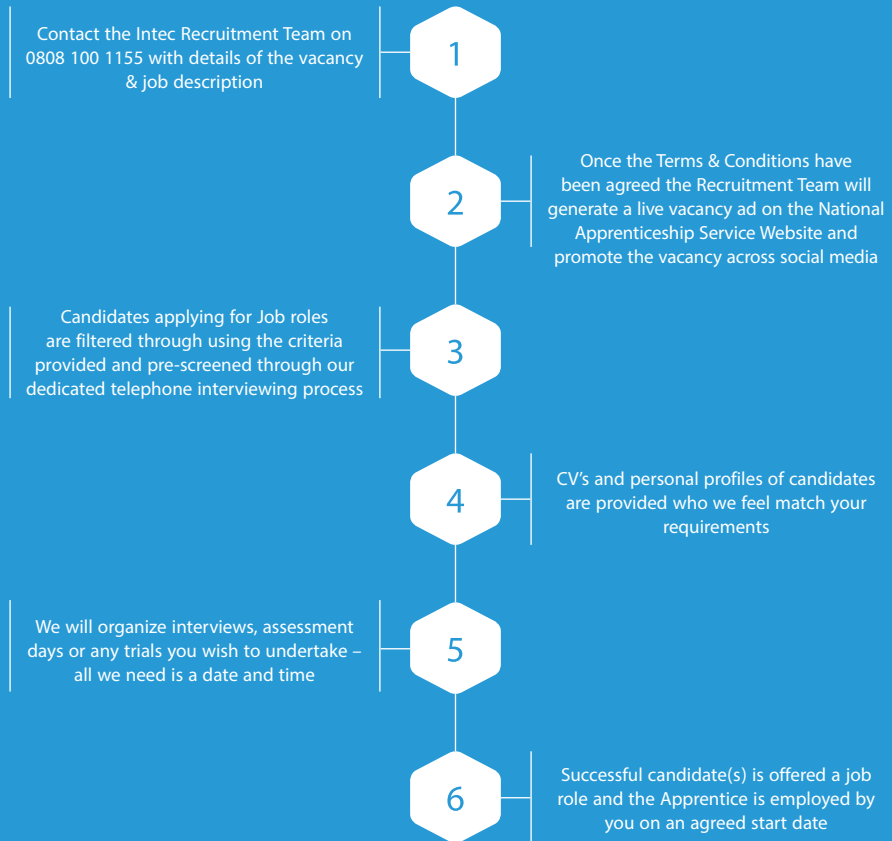 Contact the Intec Recruitment Team on
0808 100 1155 with details of the vacancy
& job description
1
2
Once the Terms & Conditions have
been agreed the Recruitment Team will
generate a live vacancy ad on the National
Apprenticeship Service Website and
promote the vacancy across social media
Candidates applying for Job roles
are filtered through using the criteria
provided and pre-screened through our
dedicated telephone interviewing process
3
4
CV's and personal profiles of candidates
are provided who we feel match your
requirements
We will organize interviews, assessment
days or any trials you wish to undertake –
all we need is a date and time
5
6
Successful candidate(s) is offered a job
role and the Apprentice is employed by
you on an agreed start date